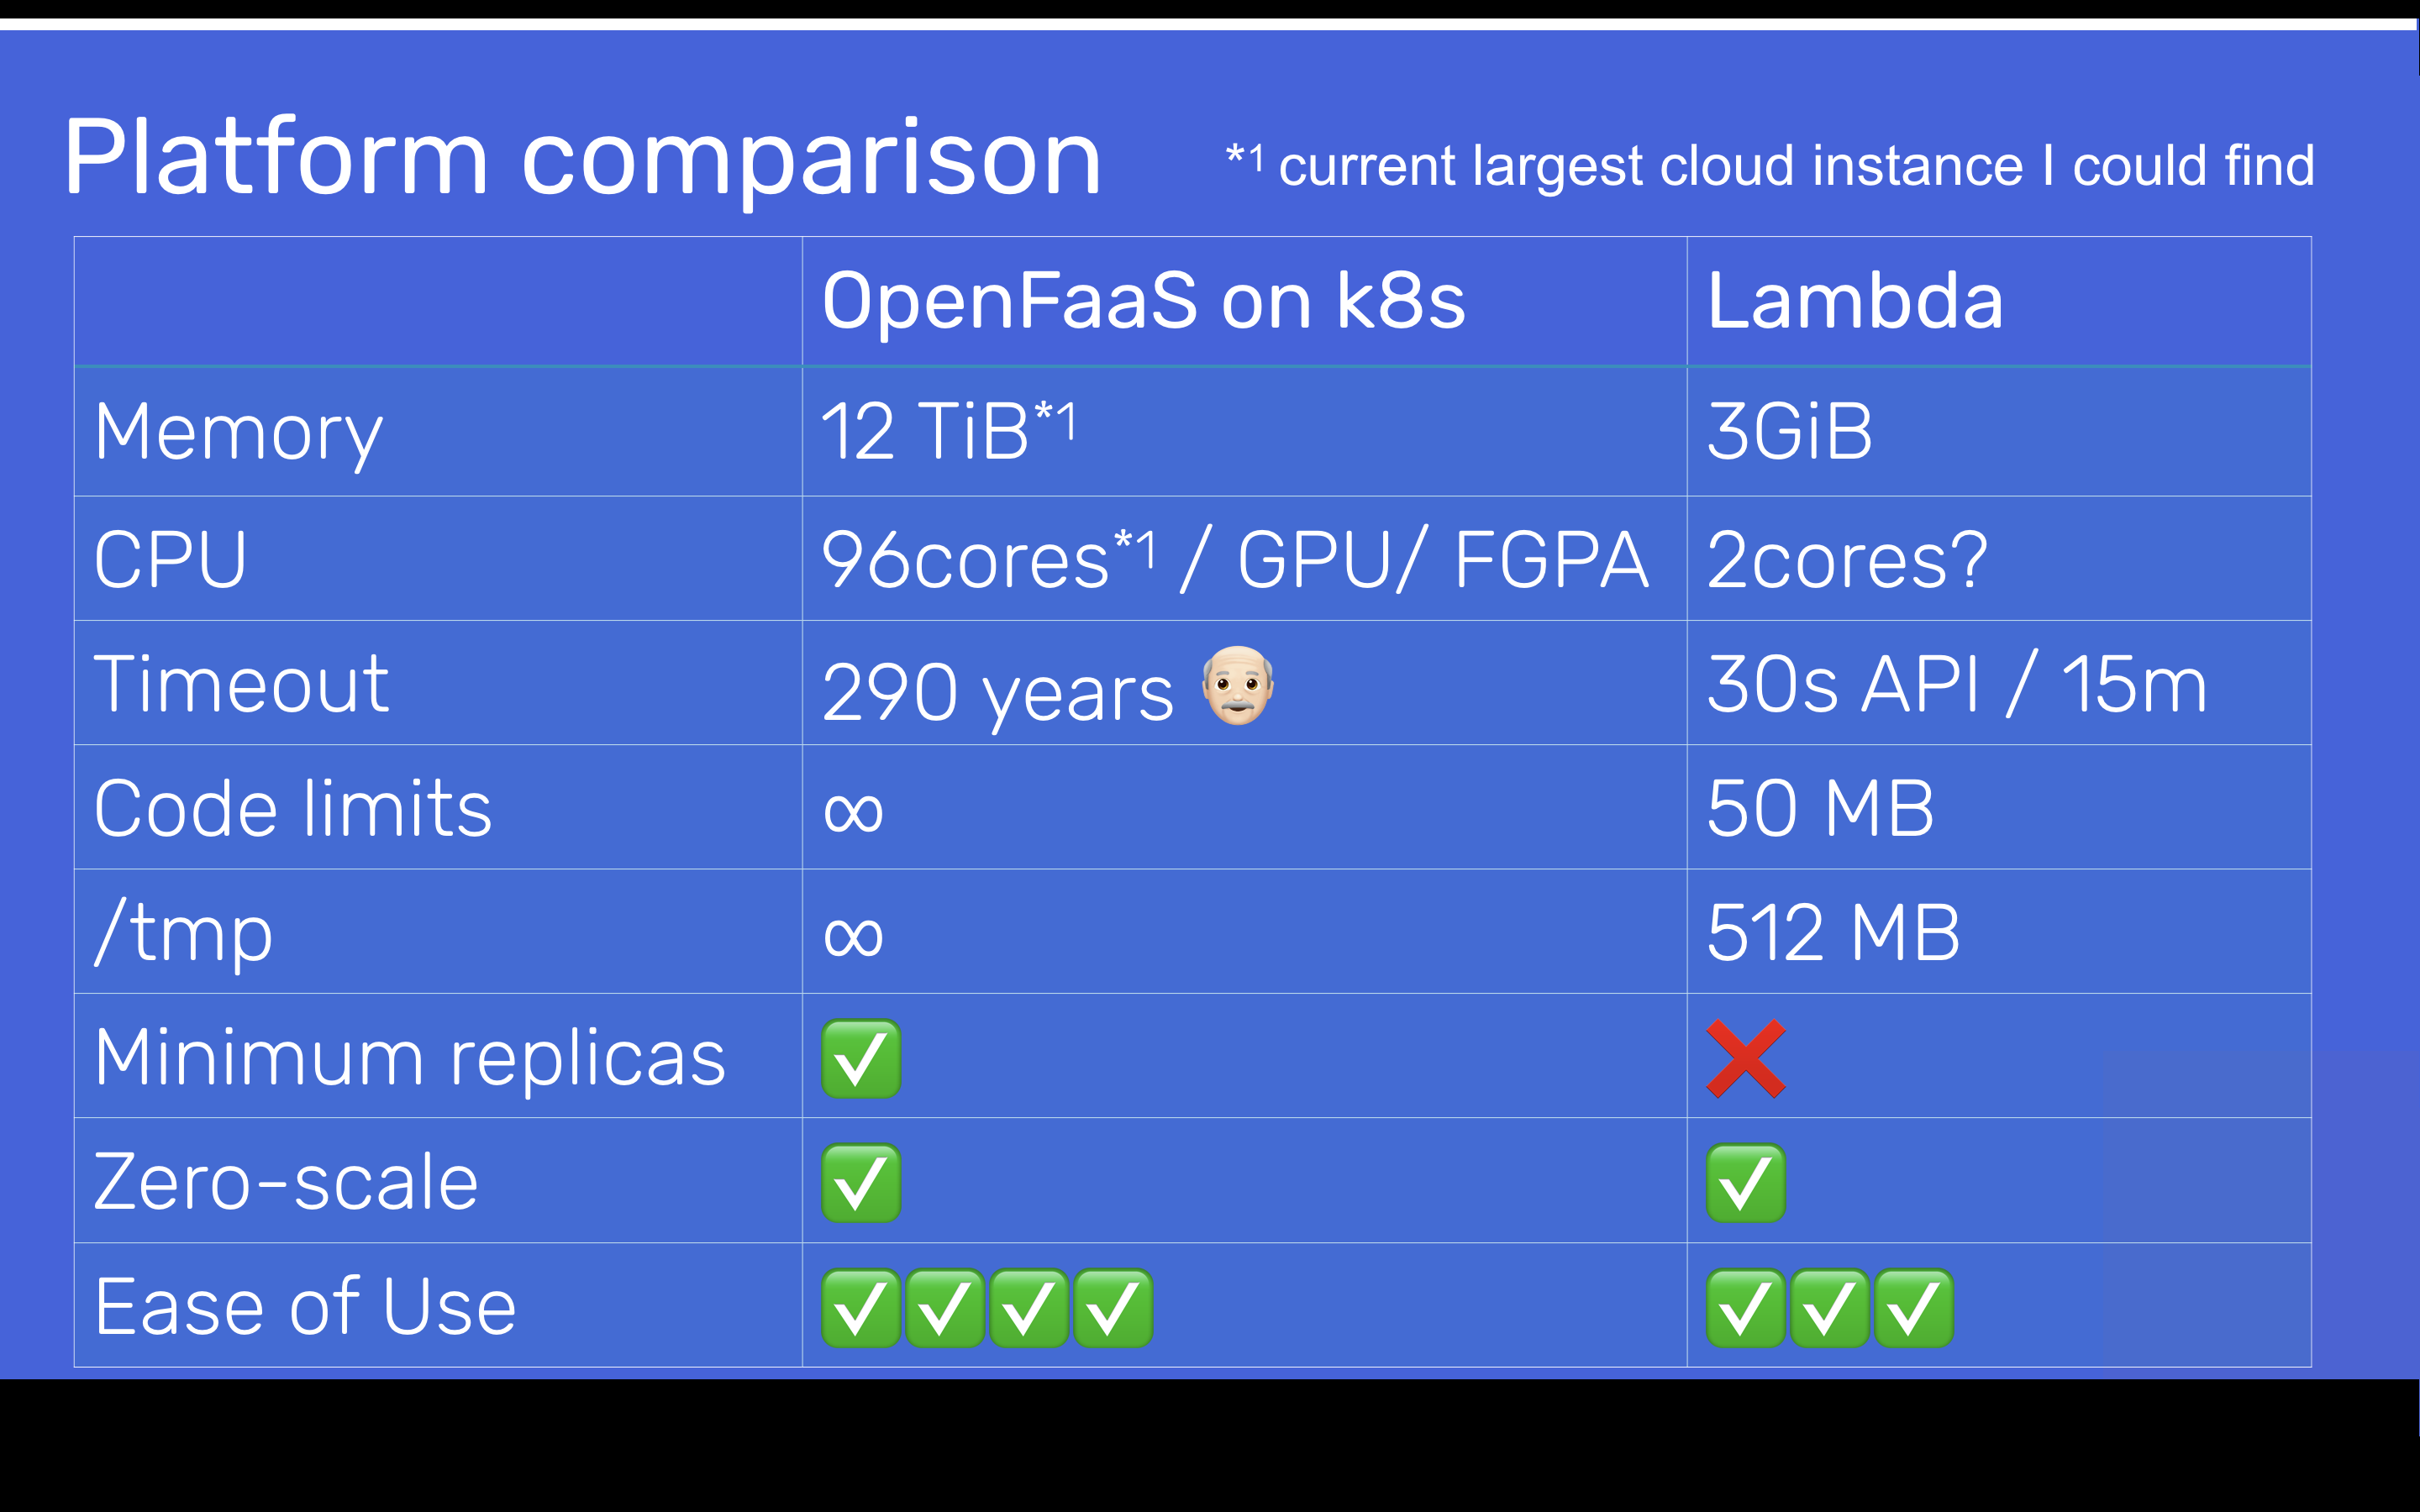 Platform comparison *1 current largest cloud instance I could find
OpenFaaS on k8s Lambda
Memory 12 TiB*1 3GiB
CPU 96cores*1 / GPU/ FGPA 2cores?
Timeout 290 years 👴🏻 30s API / 15m
Code limits ∞ 50 MB
/tmp ∞ 512 MB
Minimum replicas ✅ ❌
Zero-scale ✅ ✅
Ease of Use ✅✅✅✅ ✅✅✅